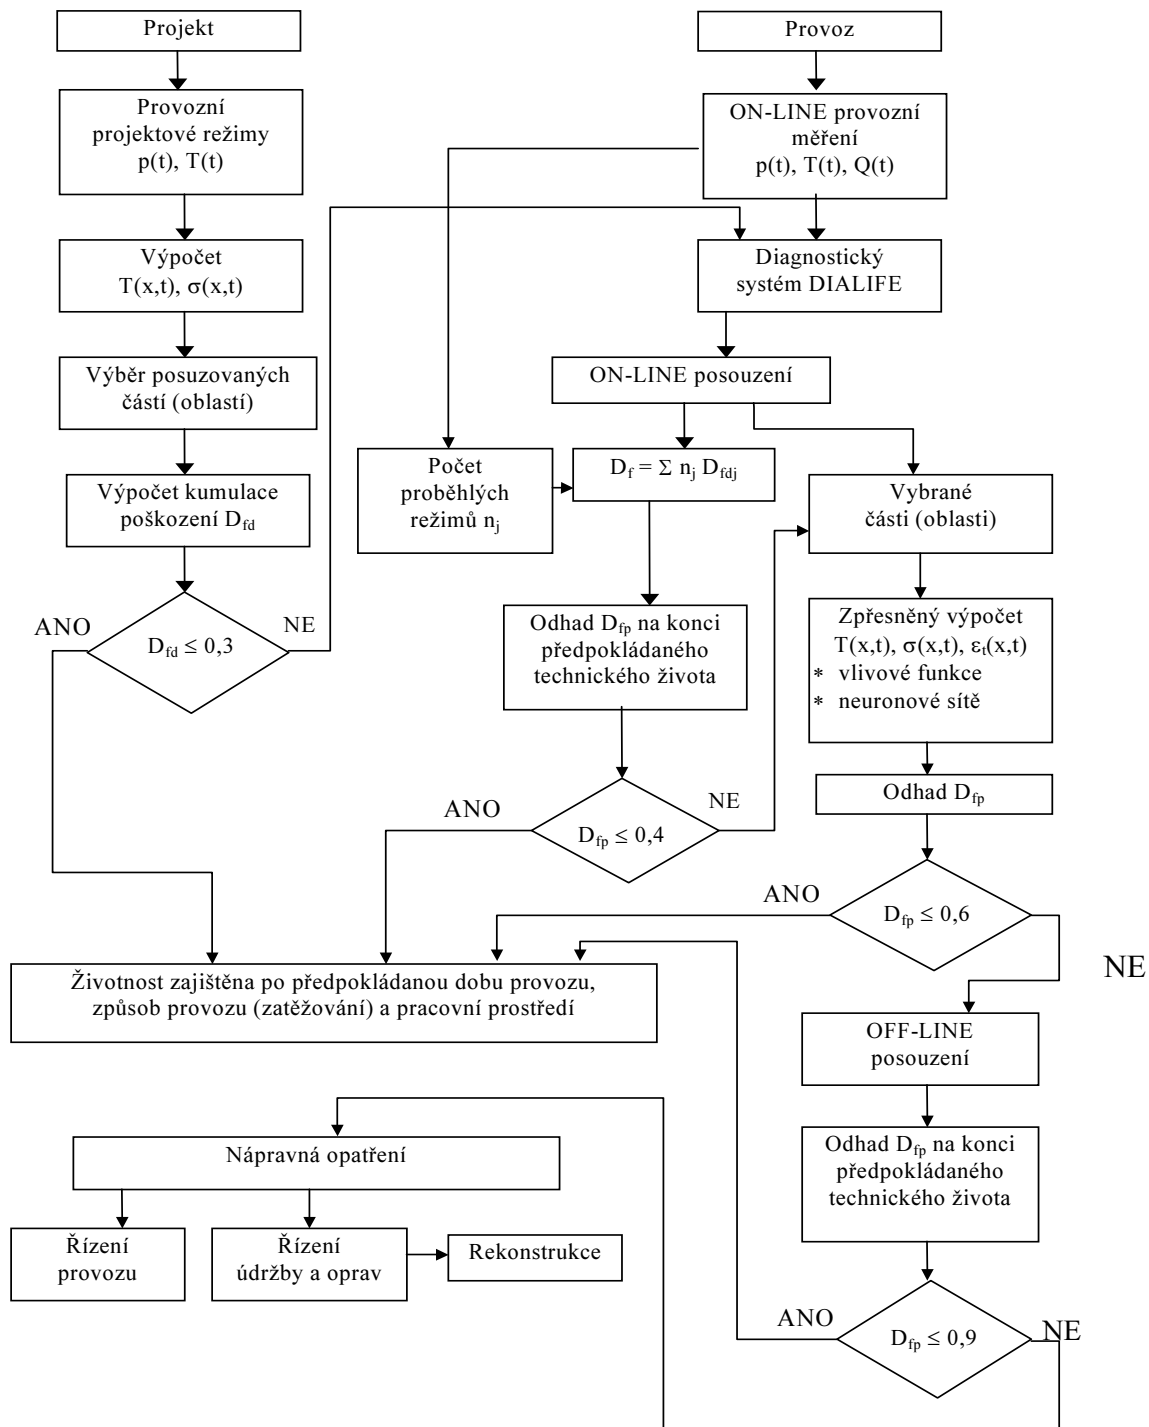 Projekt
Provoz
Provozní
projektové režimy
p(t), T(t)
ON-LINE provozní
měření
p(t), T(t), Q(t)
Výpočet
T(x,t), σ(x,t)
Diagnostický
systém DIALIFE
Výběr posuzovaných
částí (oblastí)
ON-LINE posouzení
Výpočet kumulace
poškození D_fd
Počet
proběhlých
režimů n_j
D_f = Σ n_j D_fdj
Vybrané
části (oblasti)
ANO
D_fd ≤ 0,3
NE
Odhad D_fp na konci
předpokládaného
technického života
Zpřesněný výpočet
T(x,t), σ(x,t), ε_t(x,t)
* vlivové funkce
* neuronové sítě
ANO
D_fp ≤ 0,4
NE
Odhad D_fp
ANO
D_fp ≤ 0,6
NE
Životnost zajištěna po předpokládanou dobu provozu,
způsob provozu (zatěžování) a pracovní prostředí
OFF-LINE
posouzení
Nápravná opatření
Odhad D_fp na konci
předpokládaného
technického života
Řízení
provozu
Řízení
údržby a oprav
Rekonstrukce
ANO
D_fp ≤ 0,9
NE